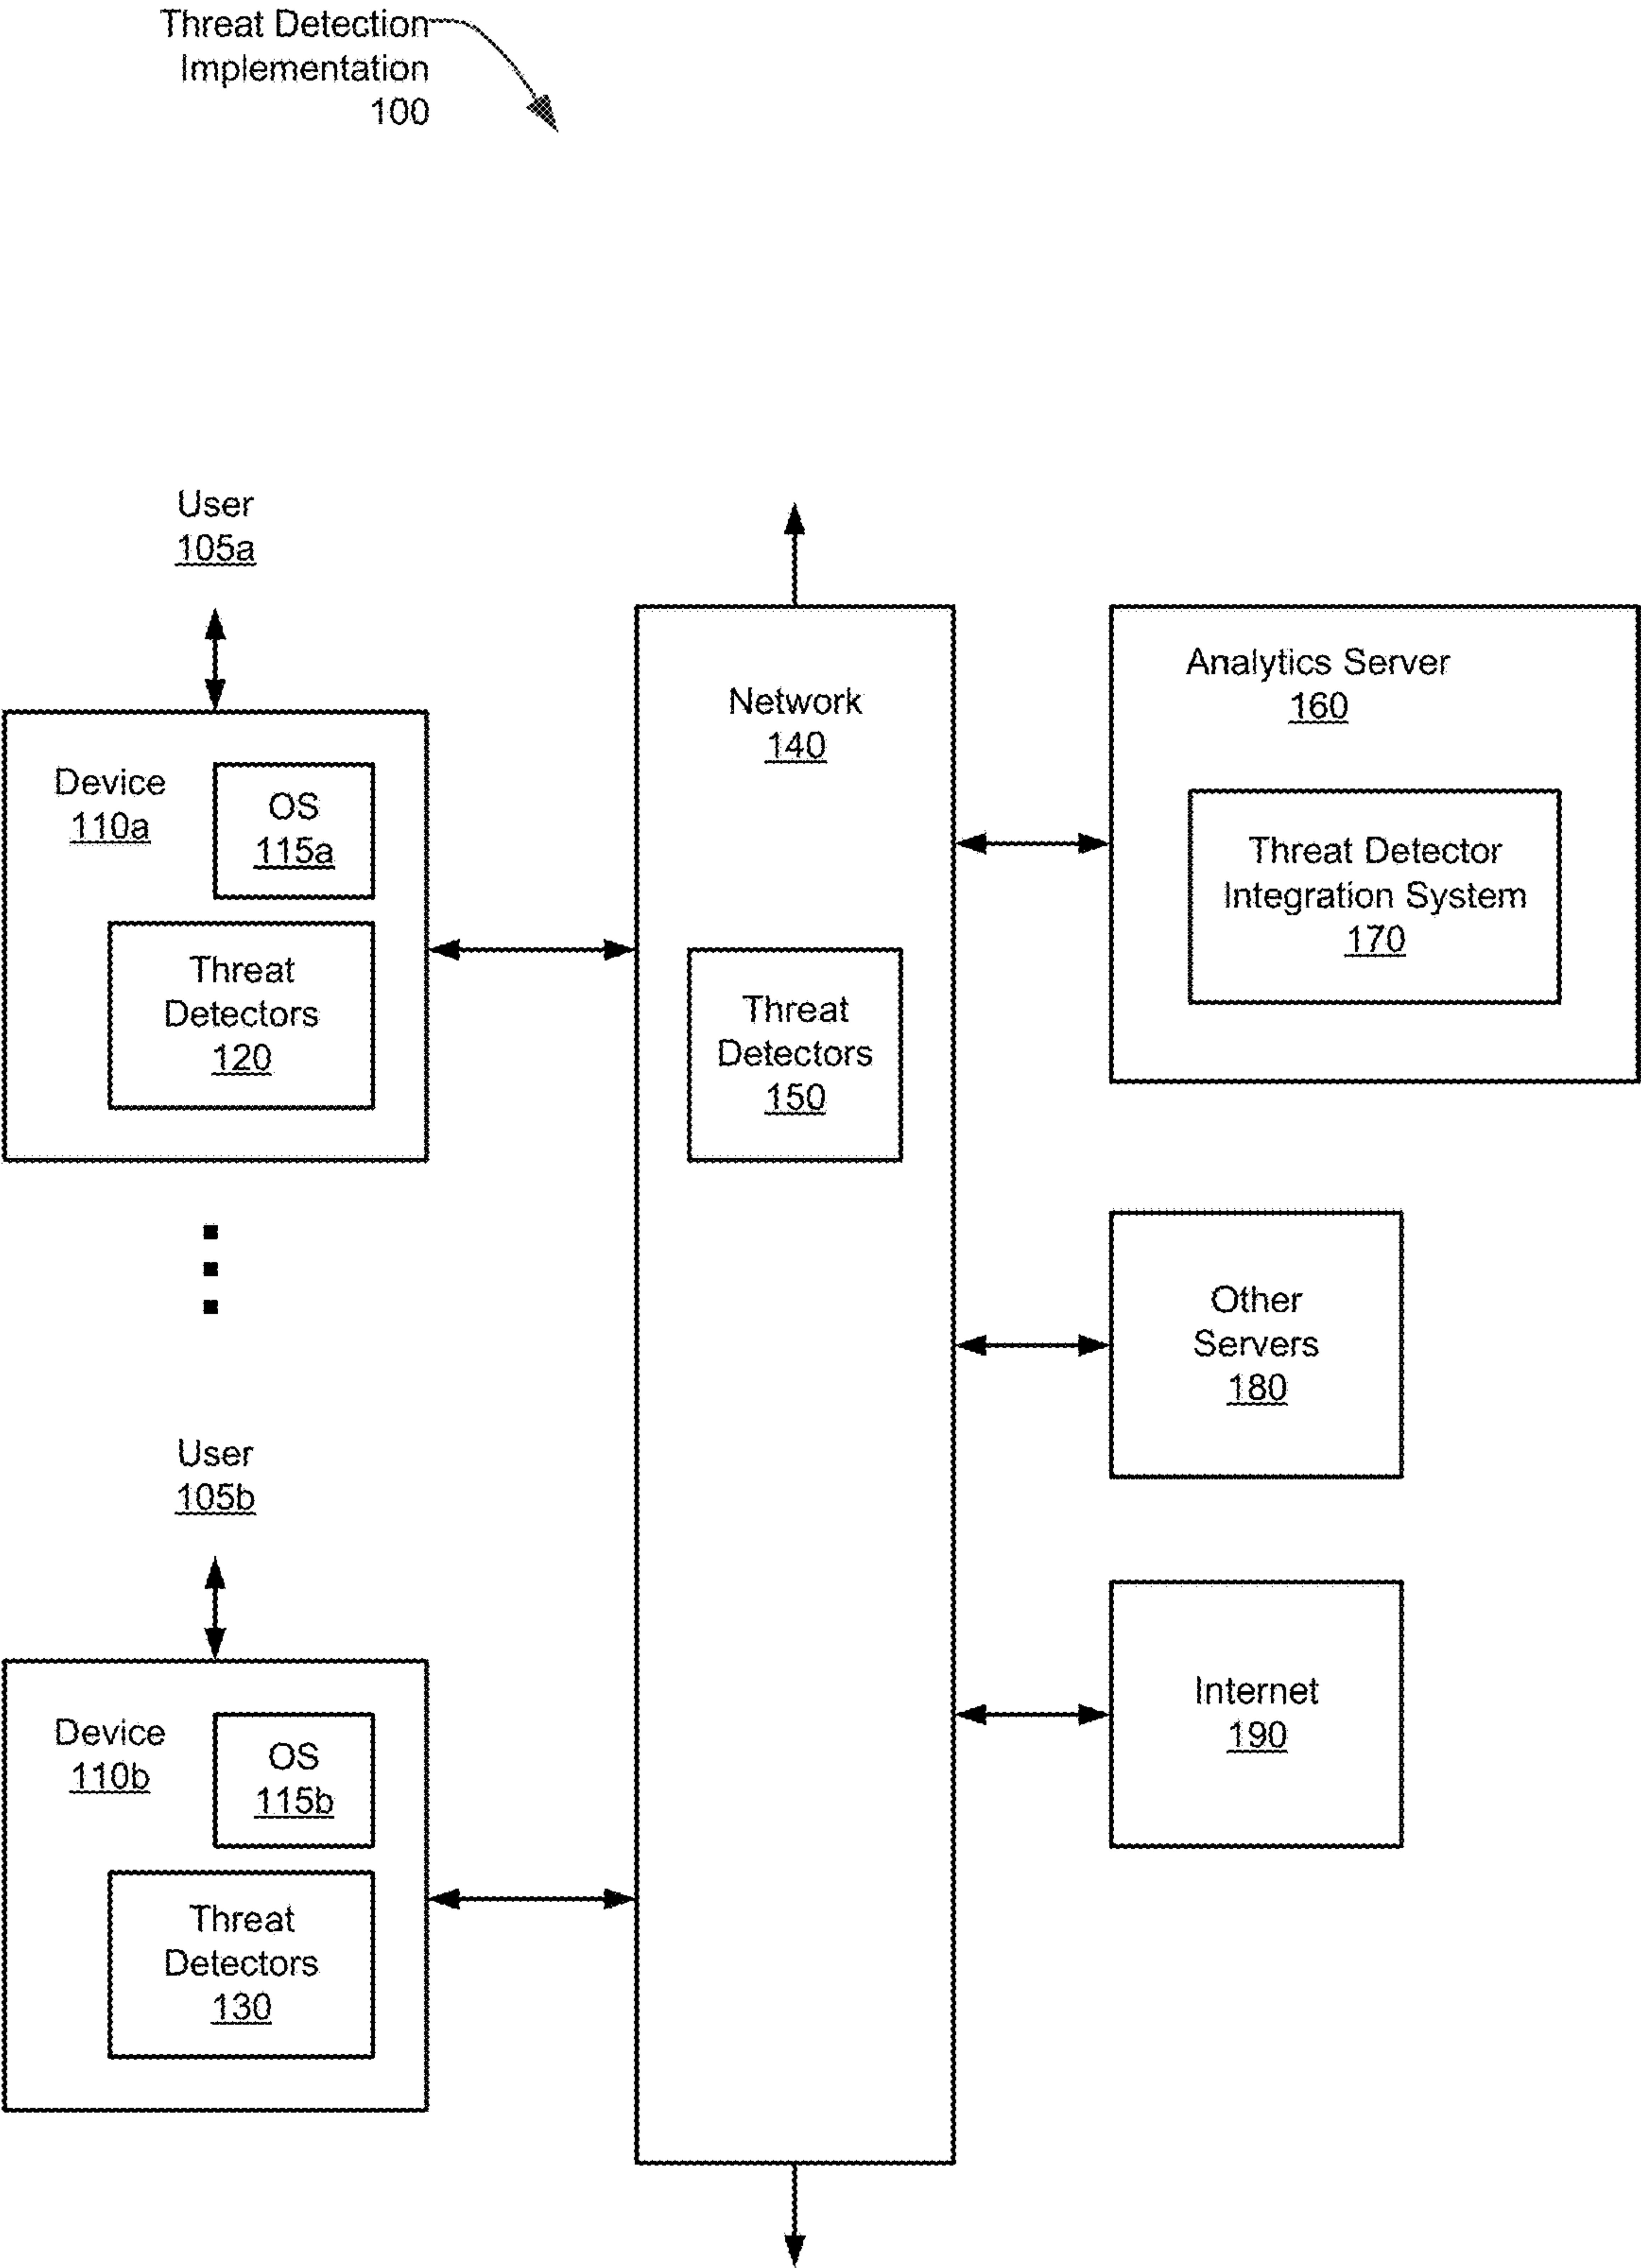 Threat Detection
Implementation
100
User
105a
Device
110a
OS
115a
Threat
Detectors
120
User
105b
Device
110b
OS
115b
Threat
Detectors
130
Network
140
Threat
Detectors
150
Analytics Server
160
Threat Detector
Integration System
170
Other
Servers
180
Internet
190